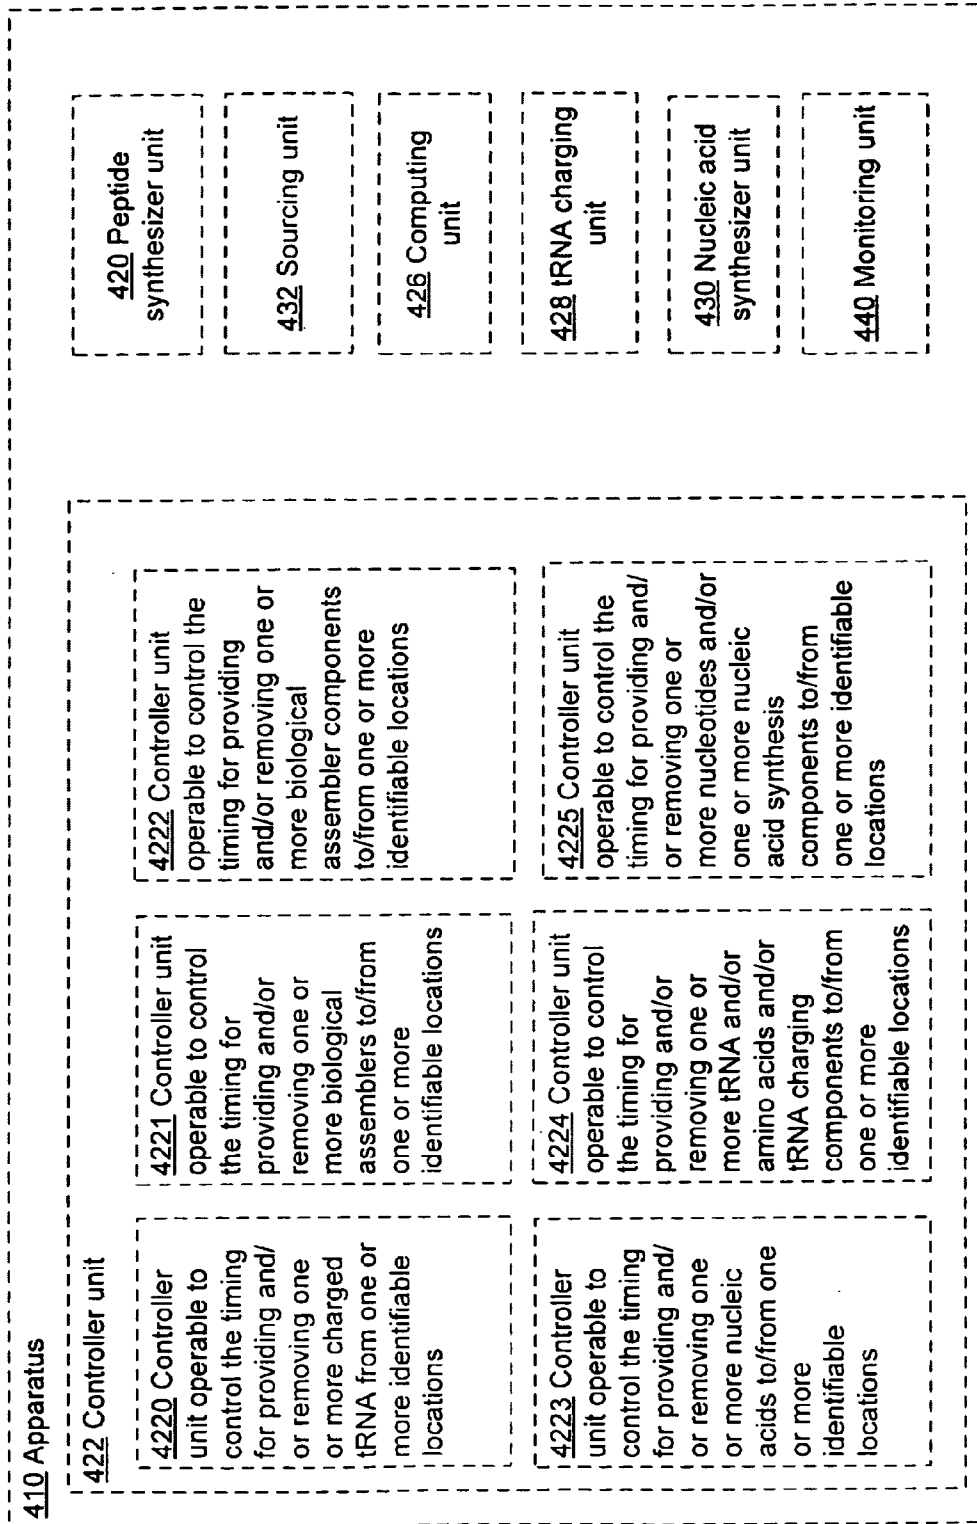 410 Apparatus
422 Controller unit
4220 Controller
unit operable to
control the timing
for providing and/
or removing one
or more charged
tRNA from one or
more identifiable
locations
4221 Controller unit
operable to control
the timing for
providing and/or
removing one or
more biological
assemblers to/from
one or more
identifiable locations
4222 Controller unit
operable to control the
timing for providing
and/or removing one or
more biological
assembler components
to/from one or more
identifiable locations
4223 Controller
unit operable to
control the timing
for providing and/
or removing one
or more nucleic
acids to/from one
or more
identifiable
locations
4224 Controller unit
operable to control
the timing for
providing and/or
removing one or
more tRNA and/or
amino acids and/or
tRNA charging
components to/from
one or more
identifiable locations
4225 Controller unit
operable to control the
timing for providing and/
or removing one or
more nucleotides and/or
one or more nucleic
acid synthesis
components to/from
one or more identifiable
locations
420 Peptide
synthesizer unit
432 Sourcing unit
426 Computing
unit
428 tRNA charging
unit
430 Nucleic acid
synthesizer unit
440 Monitoring unit